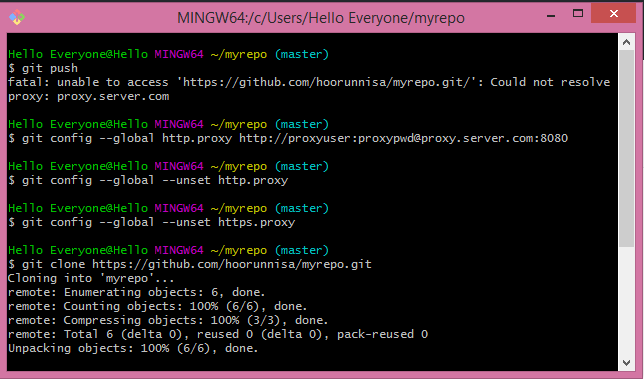 MINGW64:/c/Users/Hello Everyone/myrepo
Hello Everyone@Hello MINGW64 ~/myrepo (master)
$ git push
fatal: unable to access 'https://github.com/hoorunnisa/myrepo.git/': Could not resolve
proxy: proxy.server.com
Hello Everyone@Hello MINGW64 ~/myrepo (master)
$ git config --global http.proxy http://proxyuser:proxypwd@proxy.server.com:8080
Hello Everyone@Hello MINGW64 ~/myrepo (master)
$ git config --global --unset http.proxy
Hello Everyone@Hello MINGW64 ~/myrepo (master)
$ git config --global --unset https.proxy
Hello Everyone@Hello MINGW64 ~/myrepo (master)
$ git clone https://github.com/hoorunnisa/myrepo.git
Cloning into 'myrepo'...
remote: Enumerating objects: 6, done.
remote: Counting objects: 100% (6/6), done.
remote: Compressing objects: 100% (3/3), done.
remote: Total 6 (delta 0), reused 0 (delta 0), pack-reused 0
Unpacking objects: 100% (6/6), done.